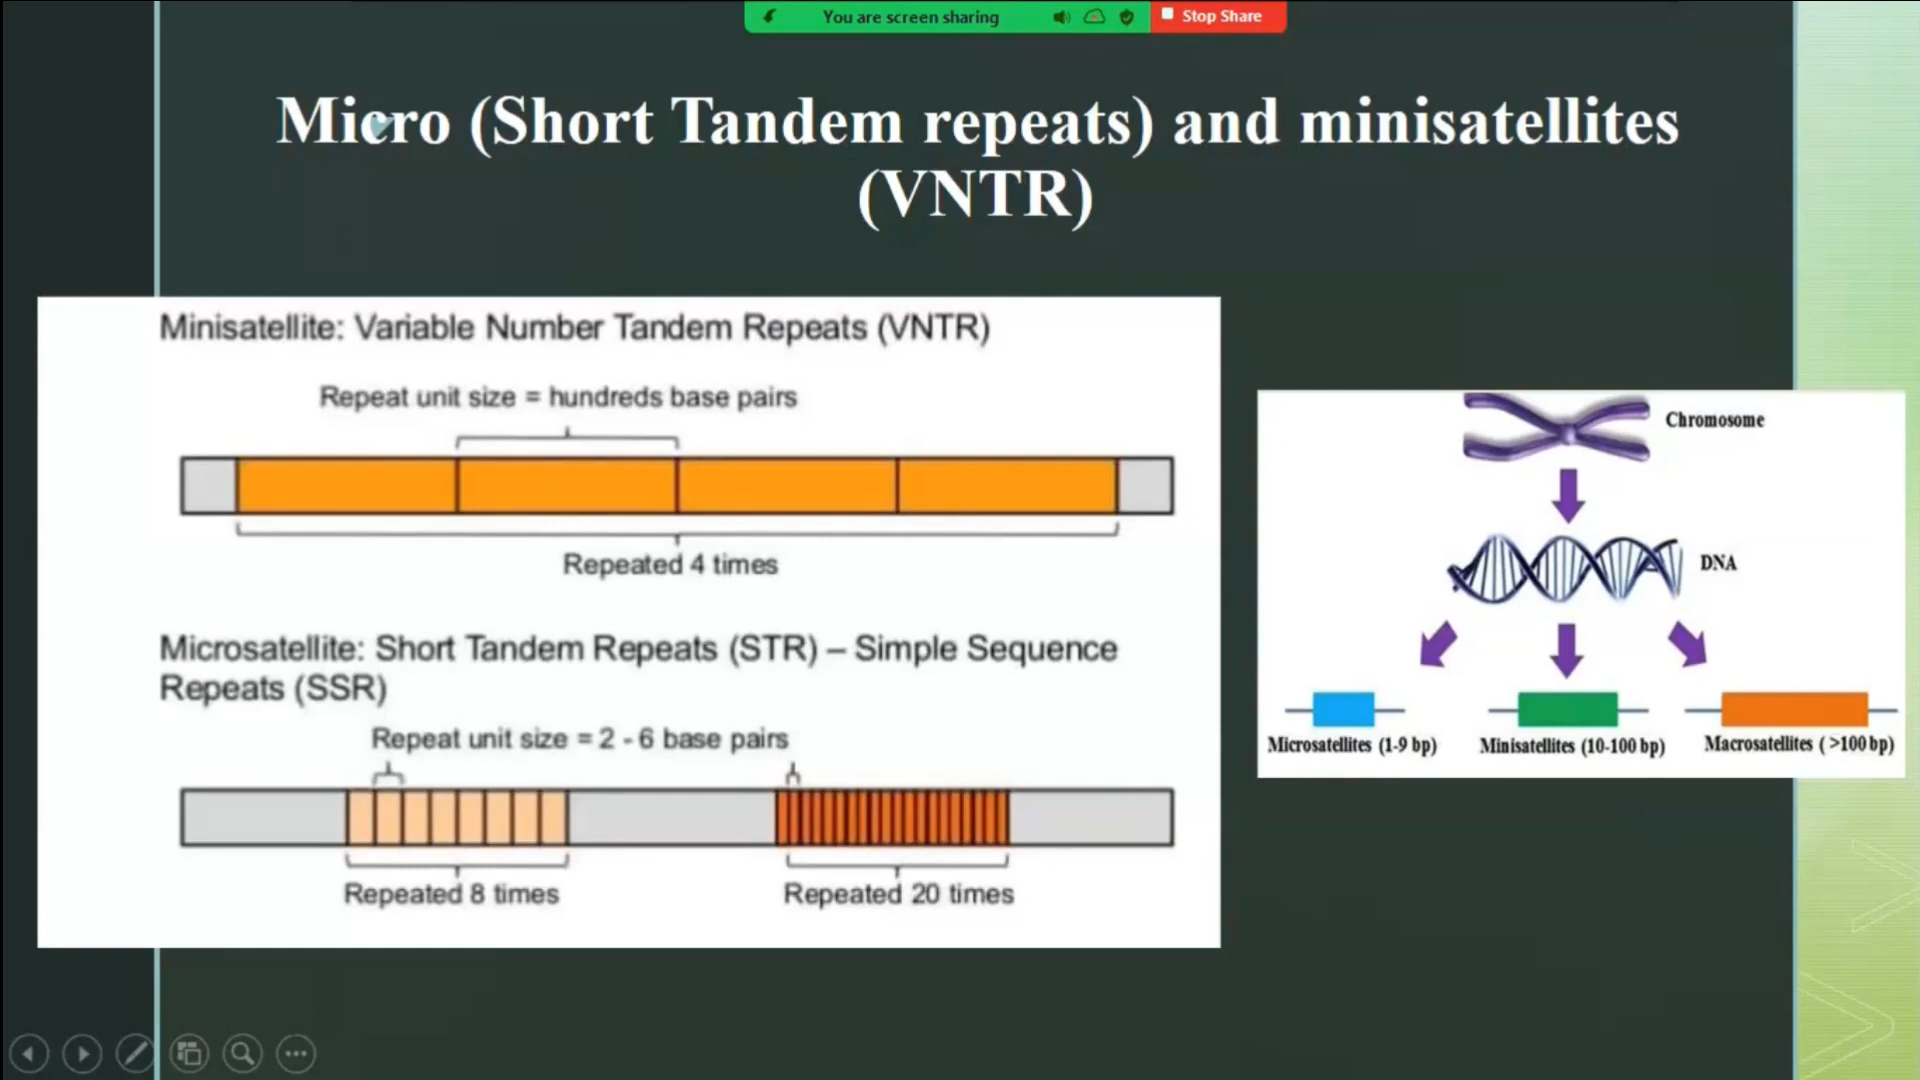 You are screen sharing
Stop Share
Micro (Short Tandem repeats) and minisatellites
(VNTR)
Minisatellite: Variable Number Tandem Repeats (VNTR)
Repeat unit size = hundreds base pairs
Repeated 4 times
Microsatellite: Short Tandem Repeats (STR) – Simple Sequence
Repeats (SSR)
Repeat unit size = 2 - 6 base pairs
Repeated 8 times
Repeated 20 times
Chromosome
DNA
Microsatellites (1-9 bp)
Minisatellites (10-100 bp)
Macrosatellites ( >100 bp)